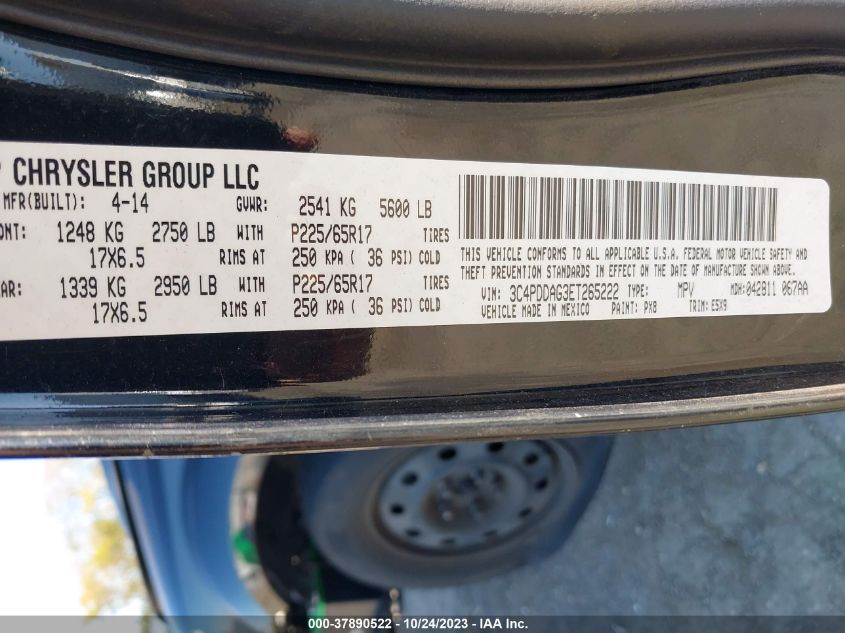 CHRYSLER GROUP LLC
MFR(BUILT): 4-14 GVWR: 2541 KG 5600 LB
ONT: 1248 KG 2750 LB WITH P225/65R17 TIRES
17X6.5 RIMS AT 250 KPA ( 36 PSI) COLD
AR: 1339 KG 2950 LB WITH P225/65R17 TIRES
17X6.5 RIMS AT 250 KPA ( 36 PSI) COLD
THIS VEHICLE CONFORMS TO ALL APPLICABLE U.S.A. FEDERAL MOTOR VEHICLE SAFETY AND
THEFT PREVENTION STANDARDS IN EFFECT ON THE DATE OF MANUFACTURE SHOWN ABOVE.
VIN: 3C4PDDAG3ET265222 TYPE: MPV MDH: 042811 067AA
VEHICLE MADE IN MEXICO PAINT: PX8 TRIM: E5X9
000-37890522 - 10/24/2023 - IAA Inc.